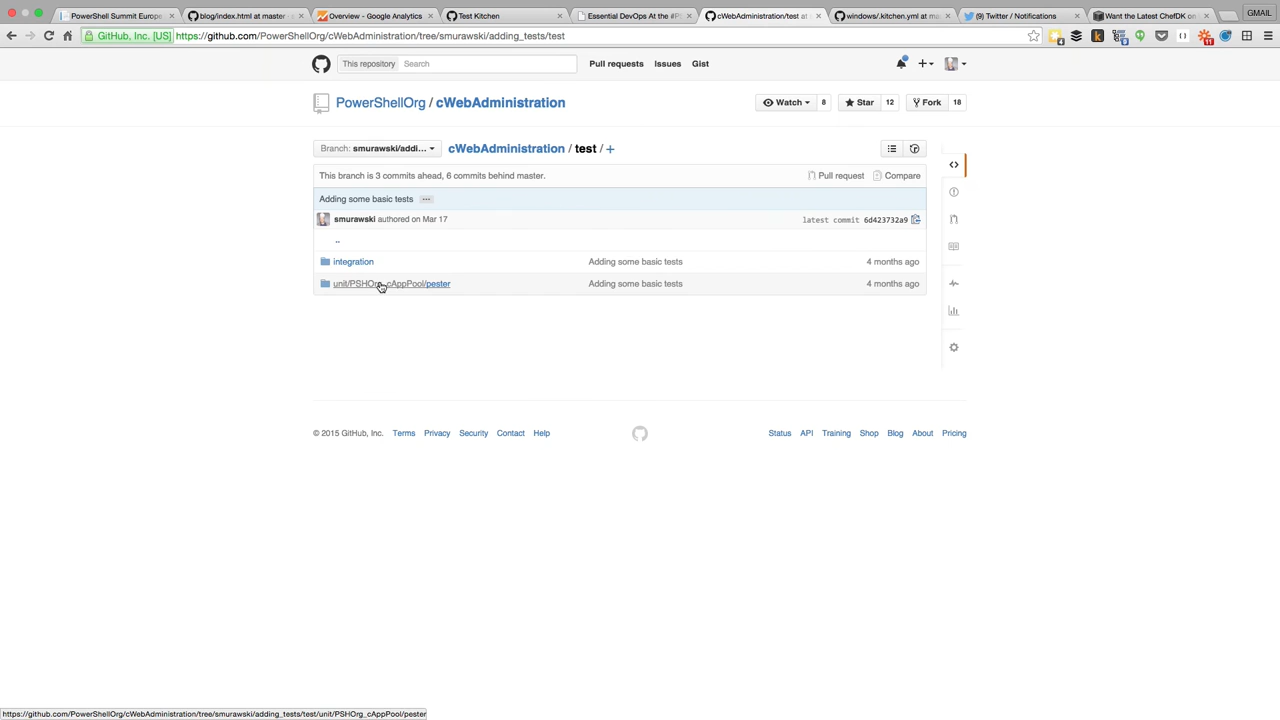 PowerShell Summit Europe
blog/index.html at master
Overview - Google Analytics
Test Kitchen
Essential DevOps At the #PS
cWebAdministration/test at
windows/.kitchen.yml at ma
(9) Twitter / Notifications
Want the Latest ChefDK on
GMAIL
GitHub, Inc. [US]
https://github.com/PowerShellOrg/cWebAdministration/tree/smurawski/adding_tests/test
This repository
Search
Pull requests
Issues
Gist
PowerShellOrg / cWebAdministration
Watch 8
Star 12
Fork 18
Branch: smurawski/addi...
cWebAdministration / test / +
This branch is 3 commits ahead, 6 commits behind master.
Pull request
Compare
Adding some basic tests ...
smurawski authored on Mar 17
latest commit 6d423732a9
..
integration
Adding some basic tests
4 months ago
unit/PSHOrg_cAppPool/pester
Adding some basic tests
4 months ago
© 2015 GitHub, Inc. Terms Privacy Security Contact Help
Status API Training Shop Blog About Pricing
https://github.com/PowerShellOrg/cWebAdministration/tree/smurawski/adding_tests/test/unit/PSHOrg_cAppPool/pester